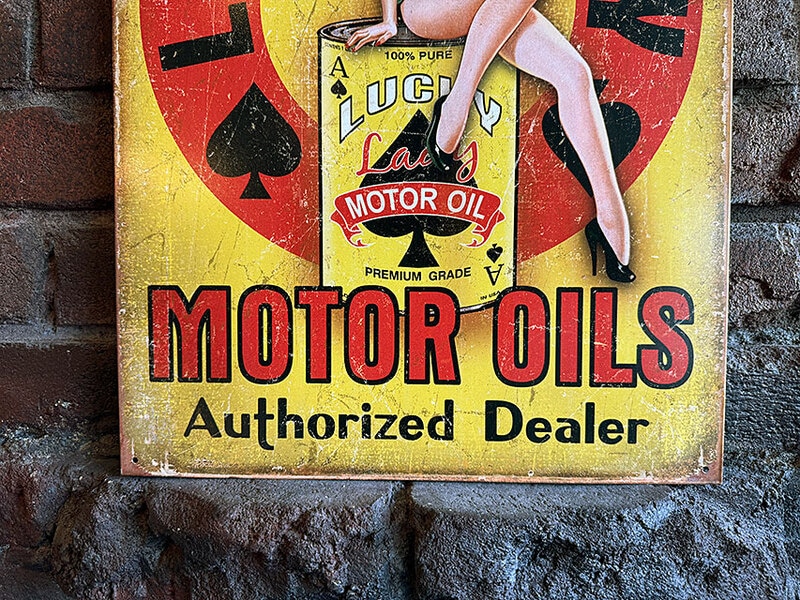 100% PURE
A
LUCKY
Lady
MOTOR OIL
PREMIUM GRADE
A
MOTOR OILS
Authorized Dealer